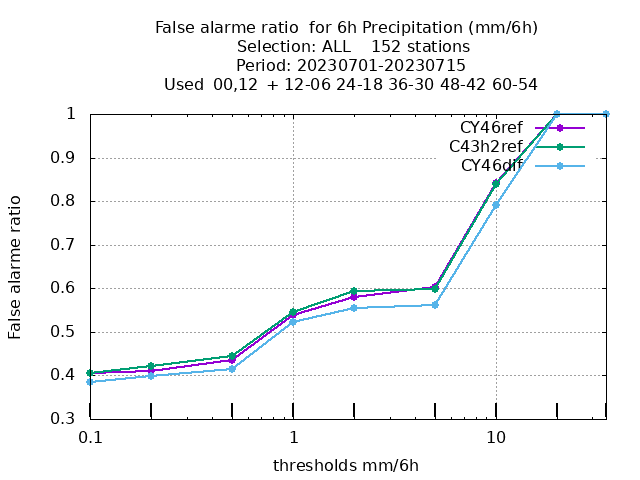 False alarme ratio  for 6h Precipitation (mm/6h)
Selection: ALL    152 stations
Period: 20230701-20230715
Used  00,12  + 12-06 24-18 36-30 48-42 60-54
CY46ref
C43h2ref
CY46dif
1
0.9
0.8
0.7
0.6
0.5
0.4
0.3
False alarme ratio
0.1
1
10
thresholds mm/6h